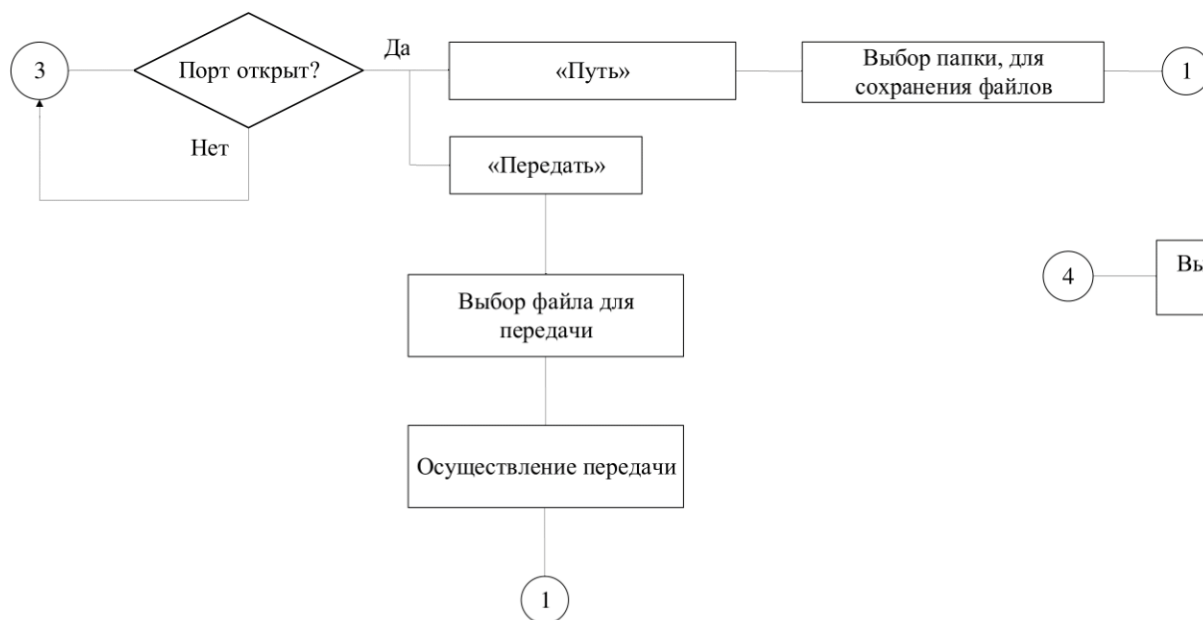 3
Порт открыт?
Да
Нет
«Путь»
Выбор папки, для
сохранения файлов
1
«Передать»
Выбор файла для
передачи
Осуществление передачи
1
4